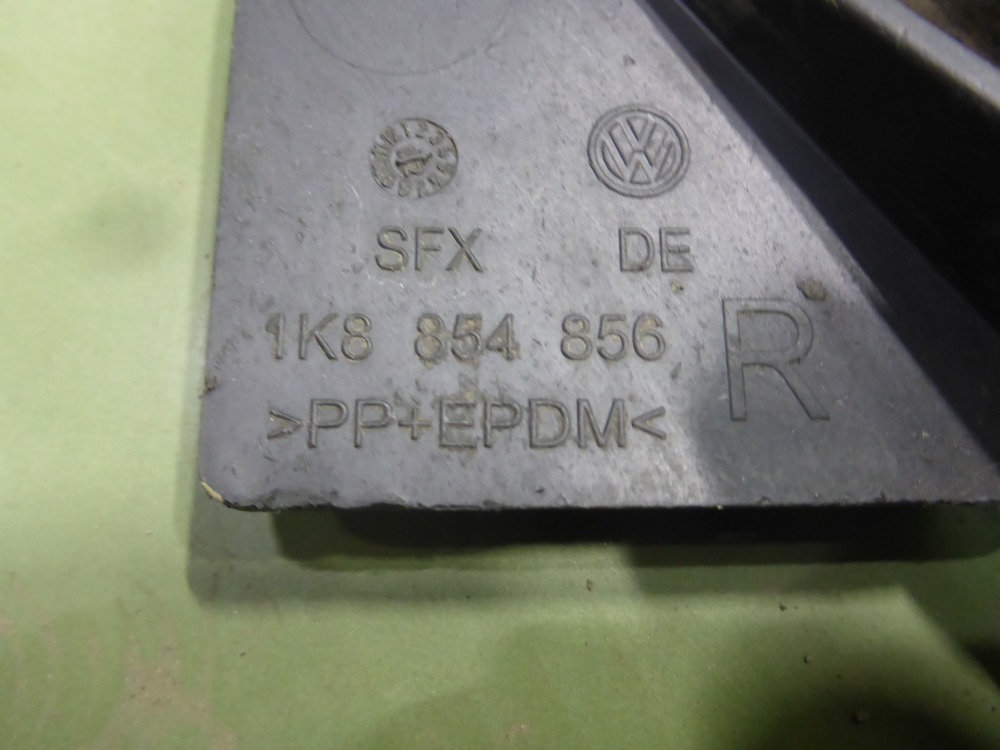 SFX DE
1K8 854 856 R
>PP+EPDM<